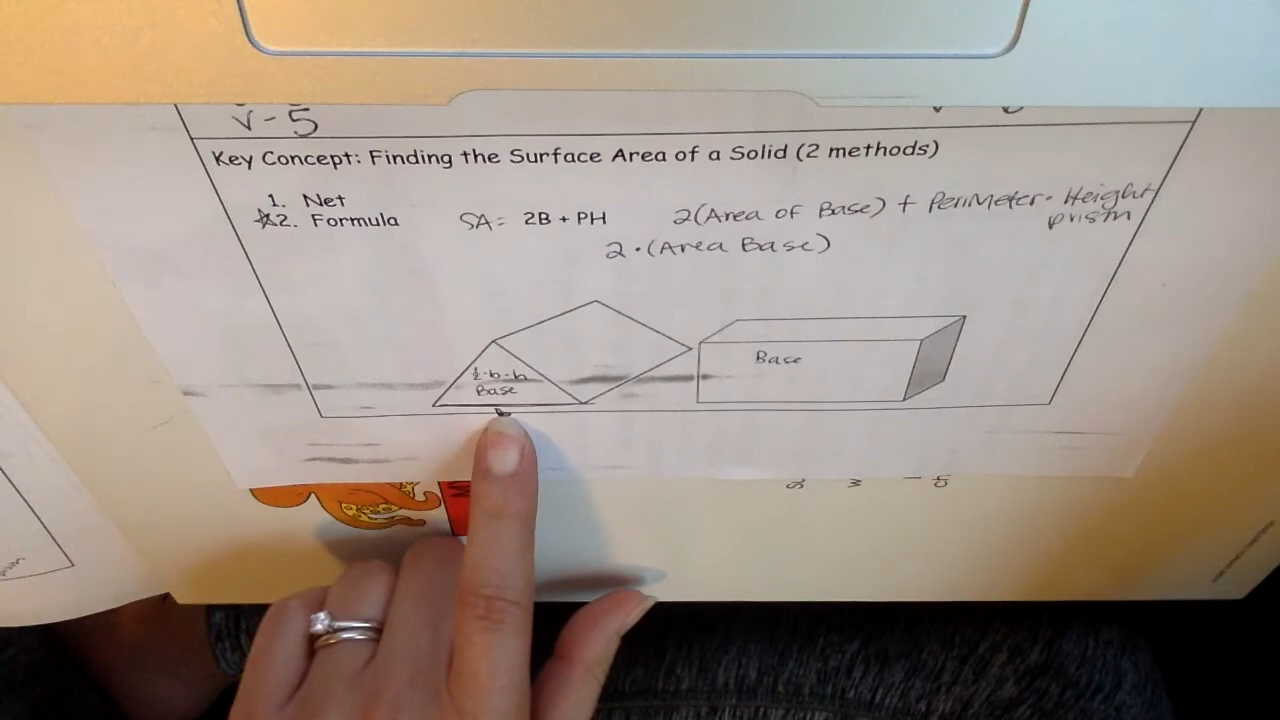 V-5
Key Concept: Finding the Surface Area of a Solid (2 methods)
1. Net
2. Formula SA= 2B + PH 2(Area of Base) + Perimeter · Height
prism
2·(Area Base)
½·b·h
Base
Base
b